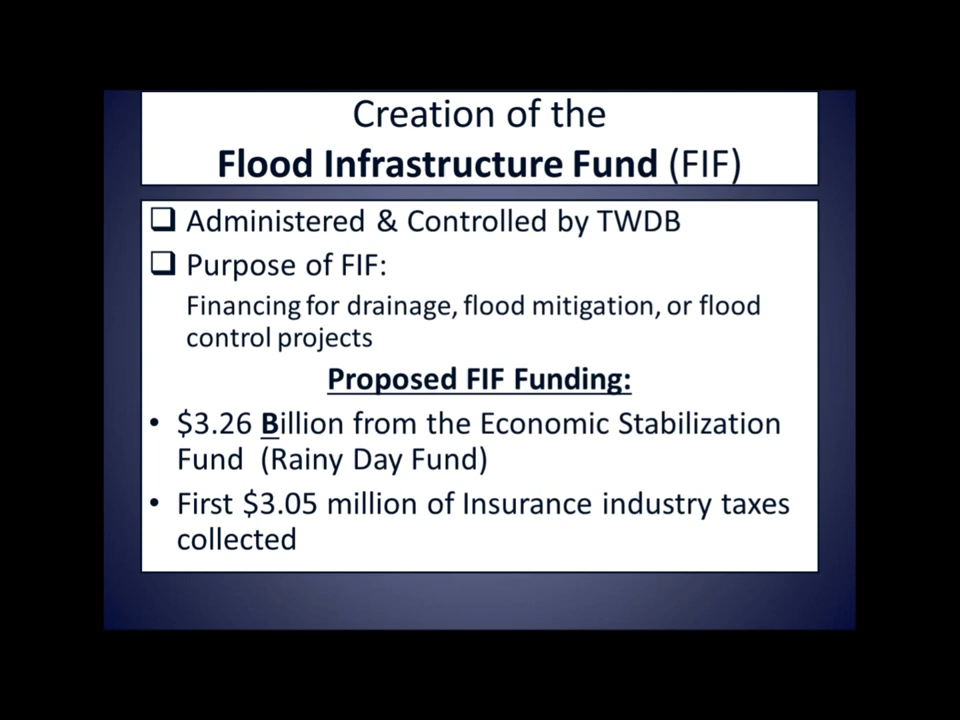 Creation of the
Flood Infrastructure Fund (FIF)
❑ Administered & Controlled by TWDB
❑ Purpose of FIF:
Financing for drainage, flood mitigation, or flood
control projects
Proposed FIF Funding:
• $3.26 Billion from the Economic Stabilization
Fund (Rainy Day Fund)
• First $3.05 million of Insurance industry taxes
collected